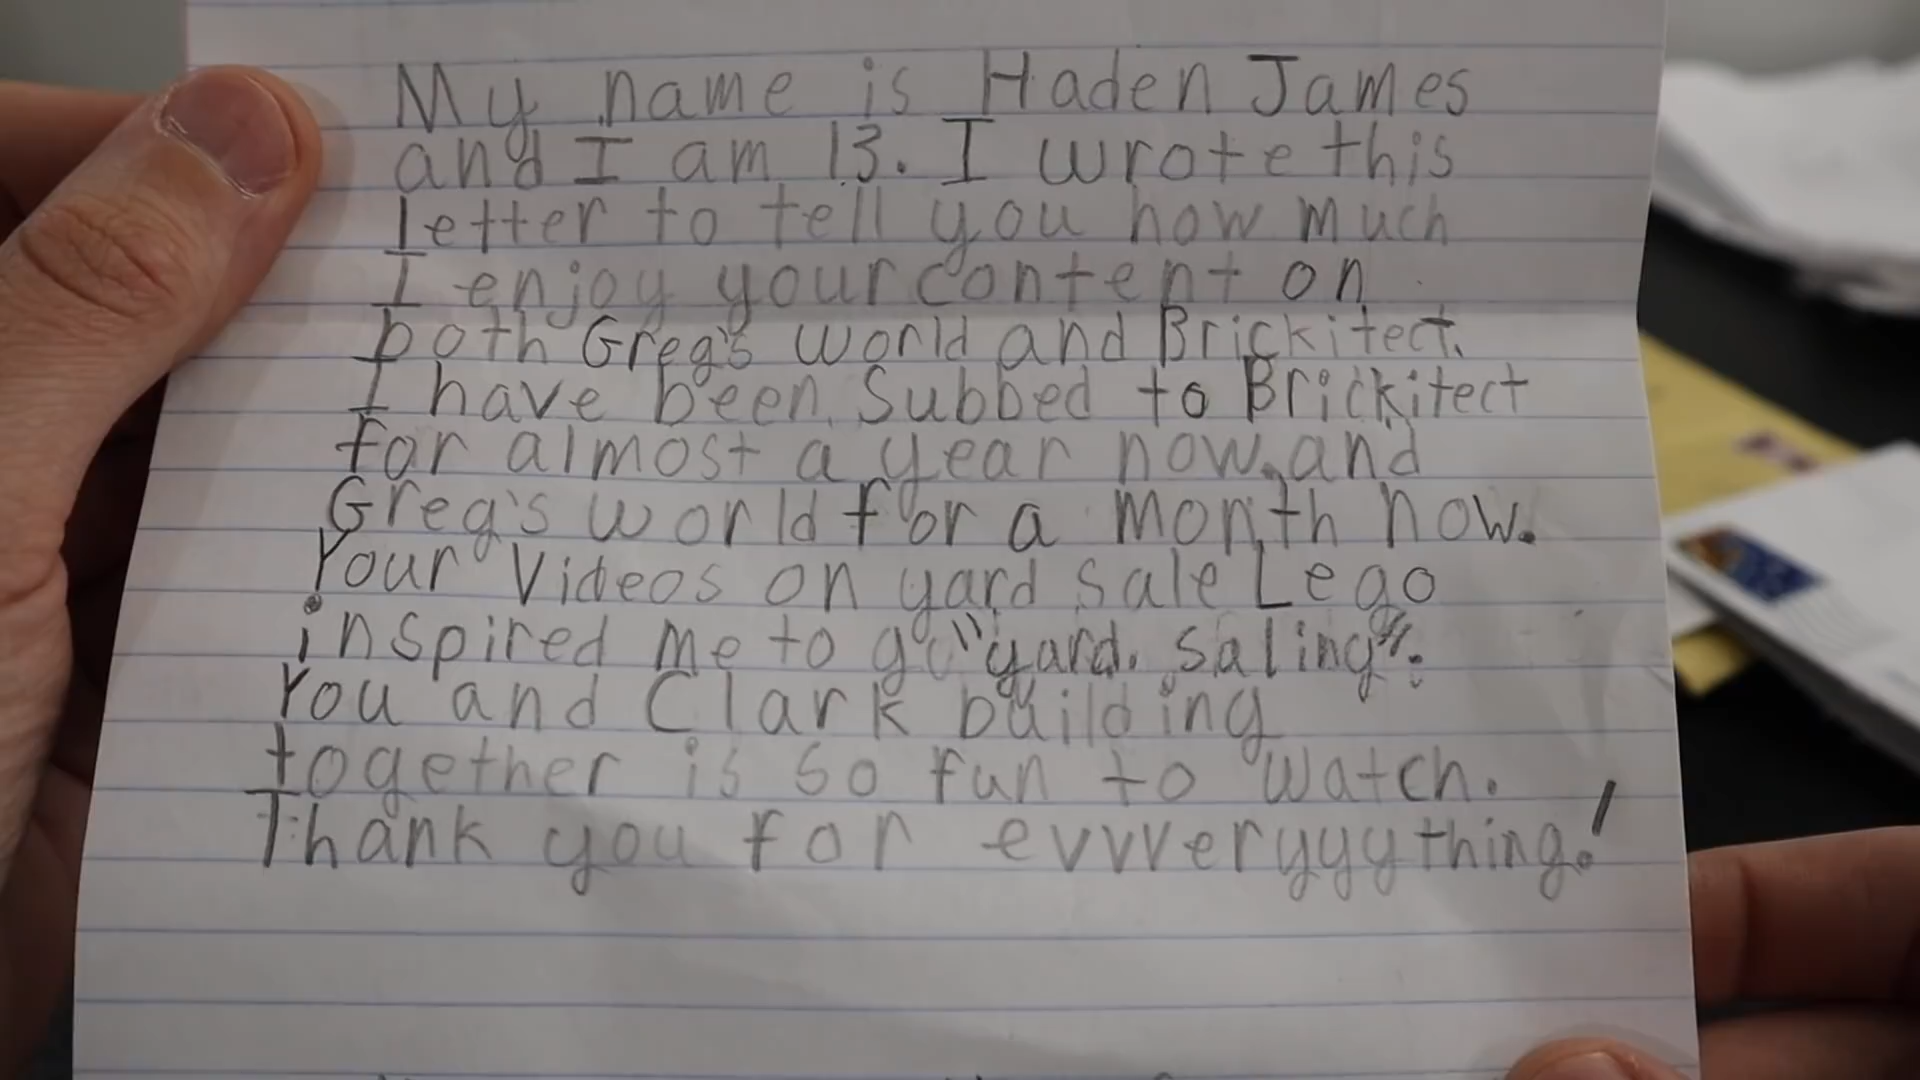 My name is Haden James
and I am 13. I wrote this
letter to tell you how much
I enjoy your content on
both Greg's world and Brickitect.
I have been Subbed to Brickitect
for almost a year now, and
Greg's world for a month now.
Your Videos on yard sale Lego
inspired me to go "yard. saling".
You and Clark building
together is so fun to watch.
Thank you for evvveryyything!